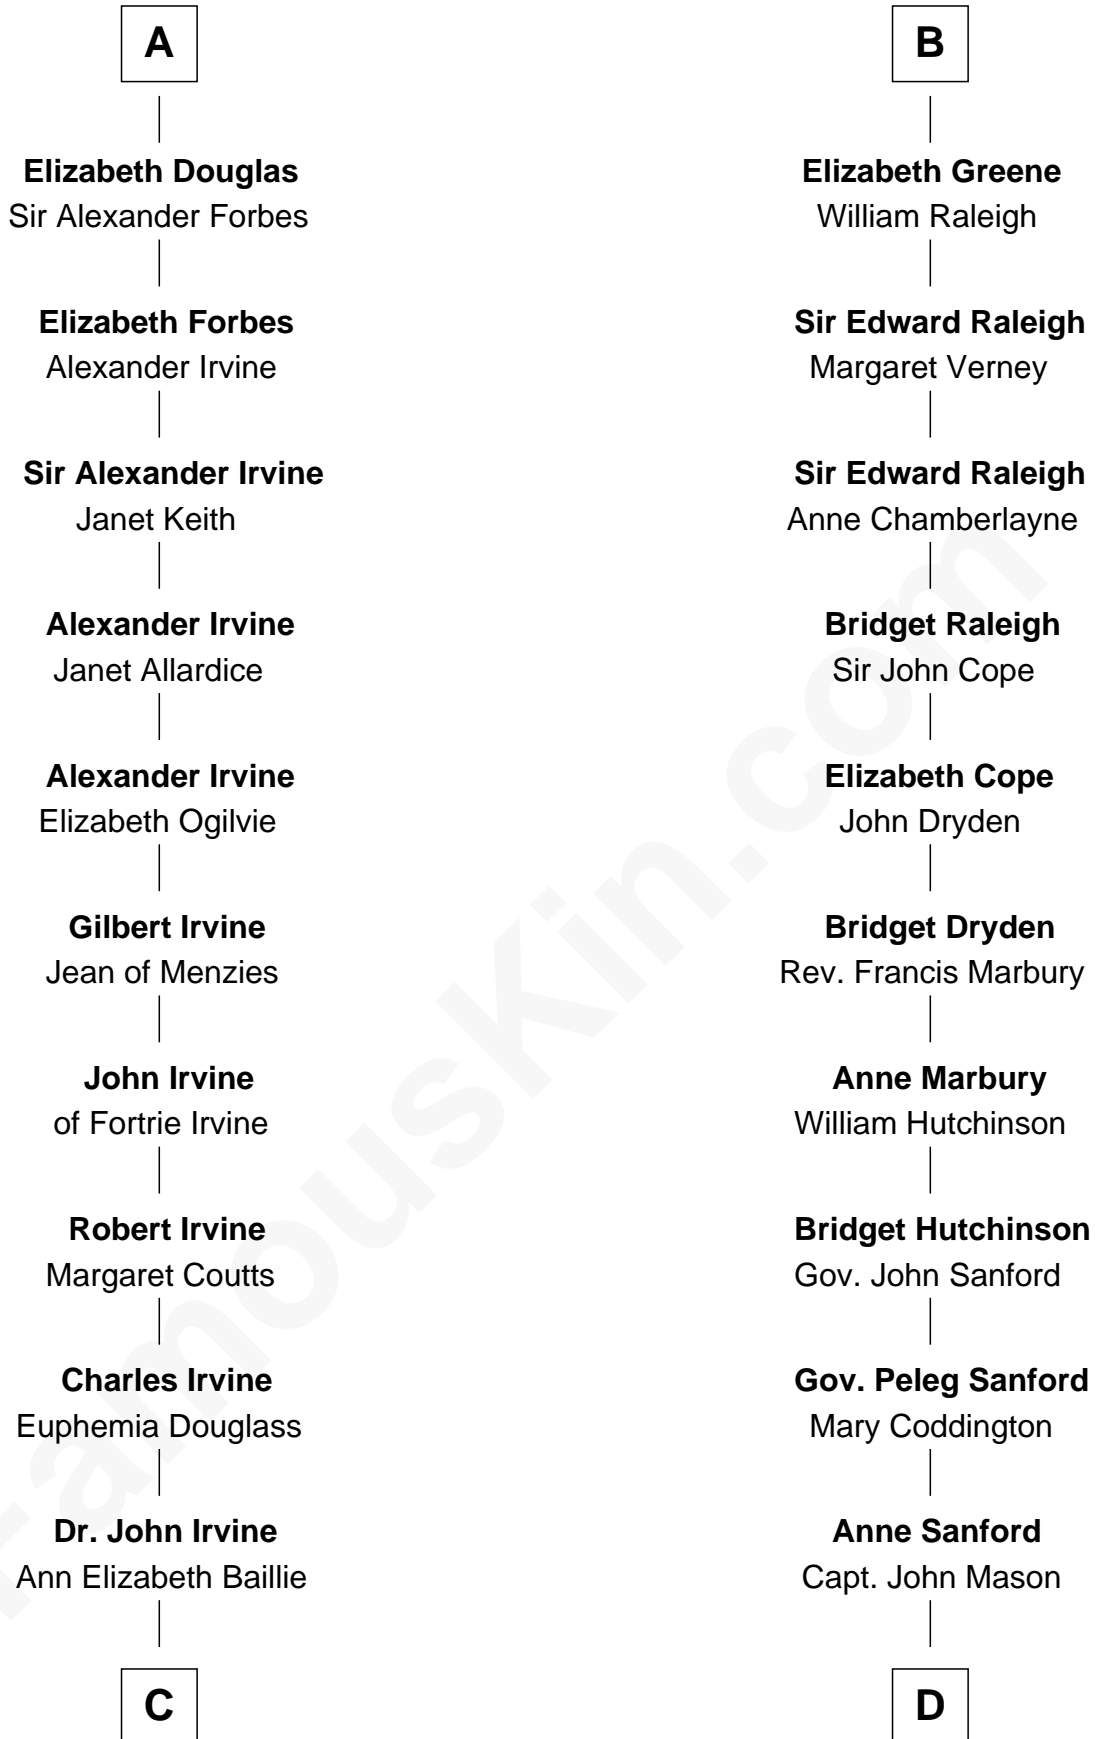 A
Elizabeth Douglas
Sir Alexander Forbes
Elizabeth Forbes
Alexander Irvine
Sir Alexander Irvine
Janet Keith
Alexander Irvine
Janet Allardice
Alexander Irvine
Elizabeth Ogilvie
Gilbert Irvine
Jean of Menzies
John Irvine
of Fortrie Irvine
Robert Irvine
Margaret Coutts
Charles Irvine
Euphemia Douglass
Dr. John Irvine
Ann Elizabeth Baillie
C
B
Elizabeth Greene
William Raleigh
Sir Edward Raleigh
Margaret Verney
Sir Edward Raleigh
Anne Chamberlayne
Bridget Raleigh
Sir John Cope
Elizabeth Cope
John Dryden
Bridget Dryden
Rev. Francis Marbury
Anne Marbury
William Hutchinson
Bridget Hutchinson
Gov. John Sanford
Gov. Peleg Sanford
Mary Coddington
Anne Sanford
Capt. John Mason
D
FamousKin.com